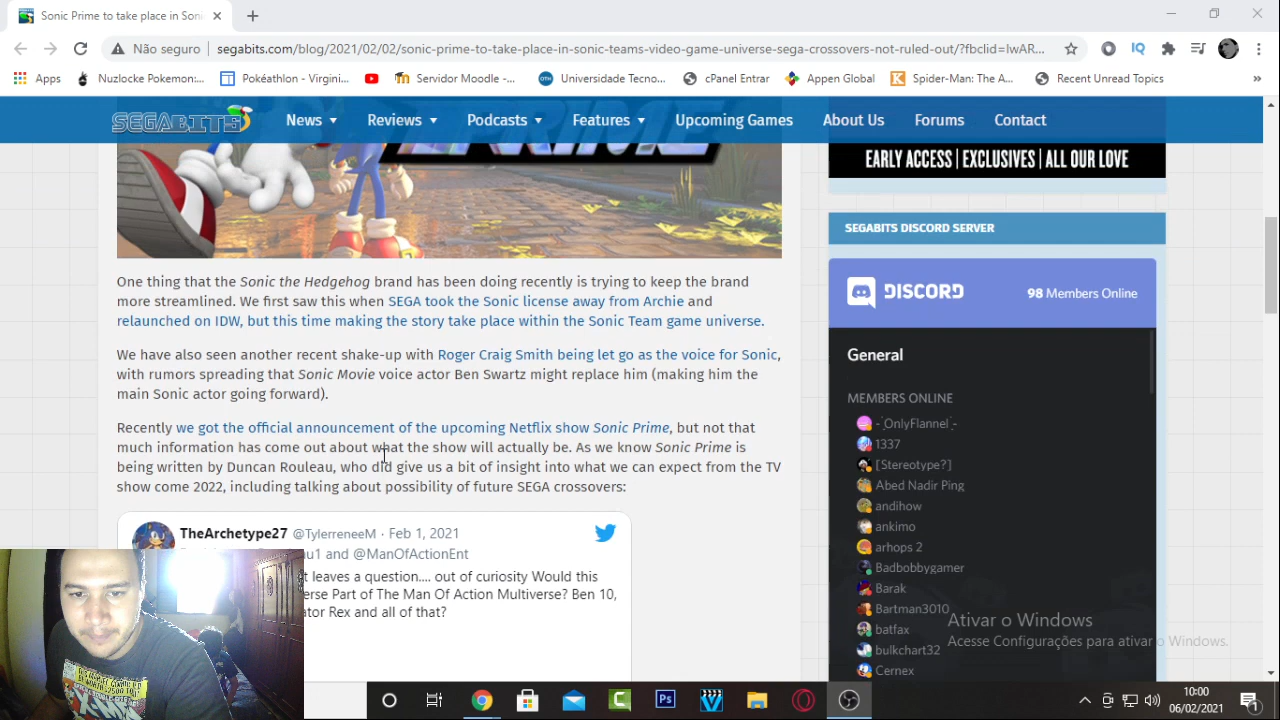 Sonic Prime to take place in Soni
Não seguro
segabits.com/blog/2021/02/02/sonic-prime-to-take-place-in-sonic-teams-video-game-universe-sega-crossovers-not-ruled-out/?fbclid=IwAR...
IQ
Apps
Nuzlocke Pokemon:...
Pokéathlon - Virgini...
Servidor Moodle -...
Universidade Tecno...
cPanel Entrar
Appen Global
Spider-Man: The A...
Recent Unread Topics
»
SEGABITS
News
Reviews
Podcasts
Features
Upcoming Games
About Us
Forums
Contact
PRIME
One thing that the Sonic the Hedgehog brand has been doing recently is trying to keep the brand
more streamlined. We first saw this when SEGA took the Sonic license away from Archie and
relaunched on IDW, but this time making the story take place within the Sonic Team game universe.
We have also seen another recent shake-up with Roger Craig Smith being let go as the voice for Sonic,
with rumors spreading that Sonic Movie voice actor Ben Swartz might replace him (making him the
main Sonic actor going forward).
Recently we got the official announcement of the upcoming Netflix show Sonic Prime, but not that
much information has come out about what the show will actually be. As we know Sonic Prime is
being written by Duncan Rouleau, who did give us a bit of insight into what we can expect from the TV
show come 2022, including talking about possibility of future SEGA crossovers:
TheArchetype27 @TylerreneeM · Feb 1, 2021
au1 and @ManOfActionEnt
t leaves a question.... out of curiosity Would this
erse Part of The Man Of Action Multiverse? Ben 10,
ator Rex and all of that?
EARLY ACCESS | EXCLUSIVES | ALL OUR LOVE
SEGABITS DISCORD SERVER
DISCORD
98 Members Online
General
MEMBERS ONLINE
-ˌOnlyFlannelˌ-
1337
[Stereotype?]
Abed Nadir Ping
andihow
ankimo
arhops 2
Badbobbygamer
Barak
Bartman3010
batfax
bulkchart32
Cernex
Ativar o Windows
Acesse Configurações para ativar o Windows.
Ps
10:00
06/02/2021
1